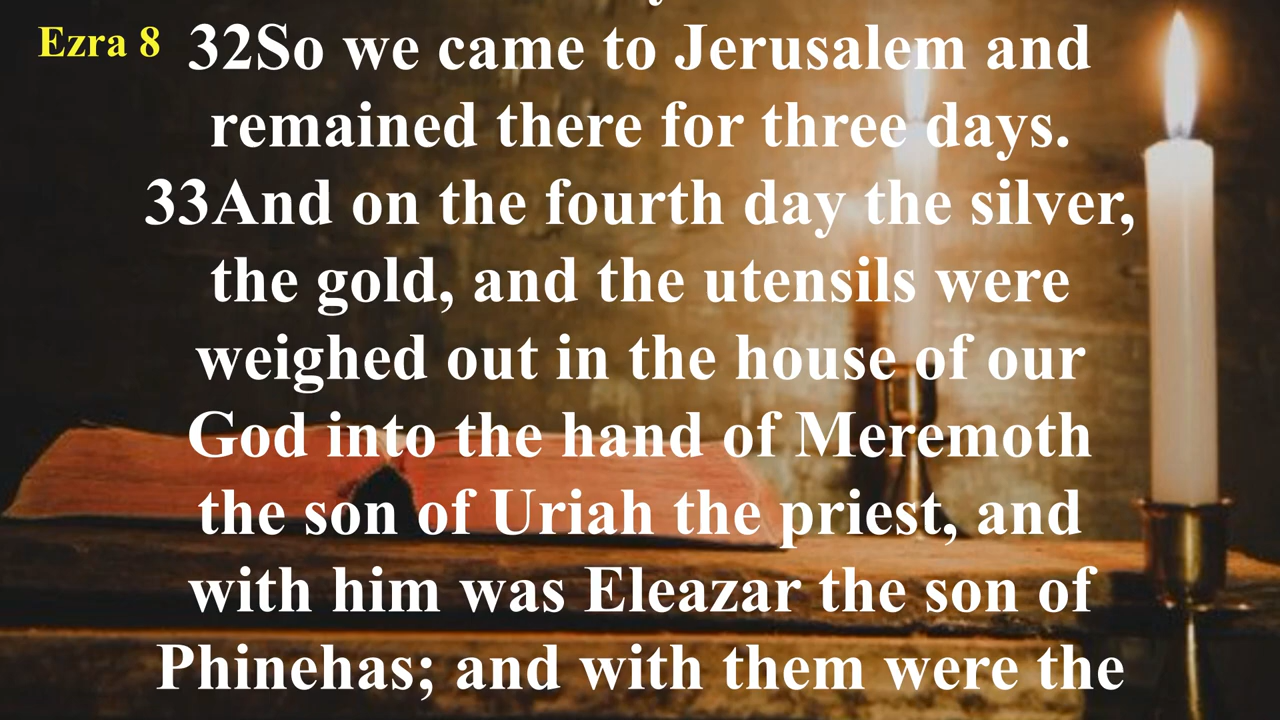 Ezra 8
32So we came to Jerusalem and
remained there for three days.
33And on the fourth day the silver,
the gold, and the utensils were
weighed out in the house of our
God into the hand of Meremoth
the son of Uriah the priest, and
with him was Eleazar the son of
Phinehas; and with them were the